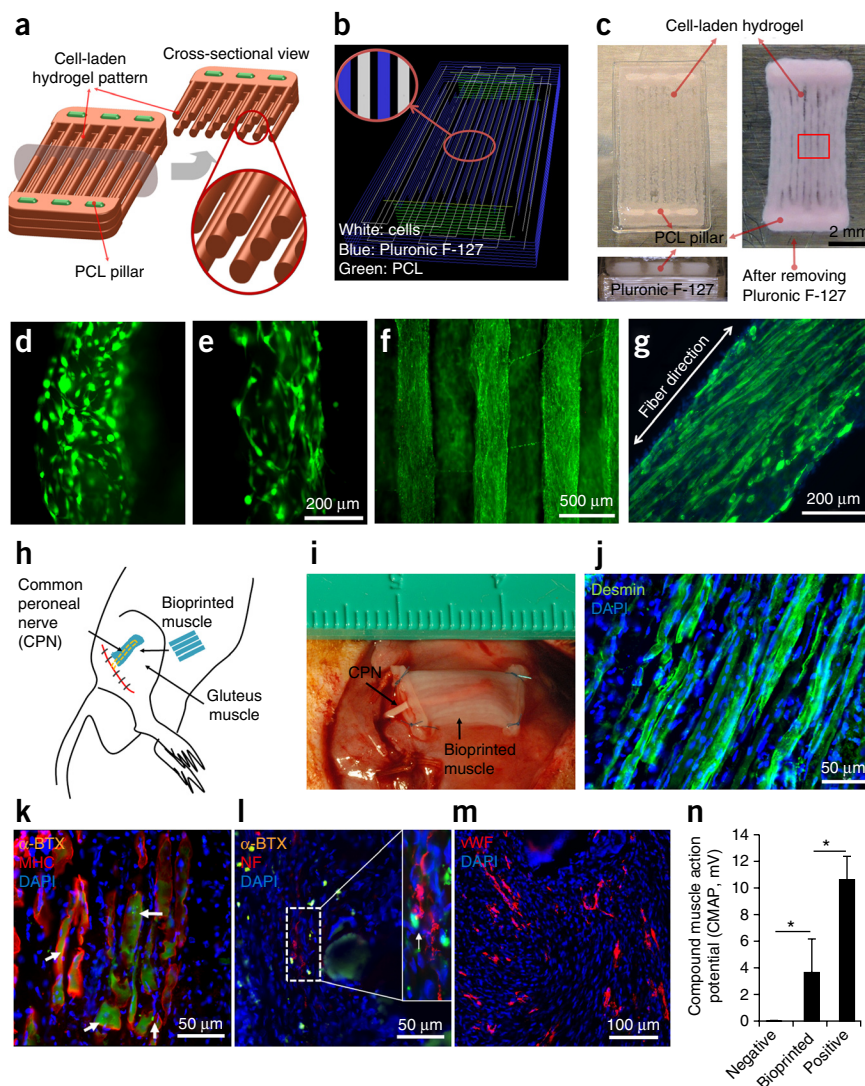 a
Cell-laden
hydrogel pattern
Cross-sectional view
PCL pillar
b
White: cells
Blue: Pluronic F-127
Green: PCL
c
Cell-laden hydrogel
PCL pillar
2 mm
Pluronic F-127
After removing
Pluronic F-127
d
e
200 μm
f
500 μm
g
Fiber direction
200 μm
h
Common
peroneal
nerve
(CPN)
Bioprinted
muscle
Gluteus
muscle
i
CPN
Bioprinted
muscle
j
Desmin
DAPI
50 μm
k
α-BTX
MHC
DAPI
50 μm
l
α-BTX
NF
DAPI
50 μm
m
vWF
DAPI
100 μm
n
Compound muscle action
potential (CMAP, mV)
14
12
10
8
6
4
2
0
*
*
Negative
Bioprinted
Positive